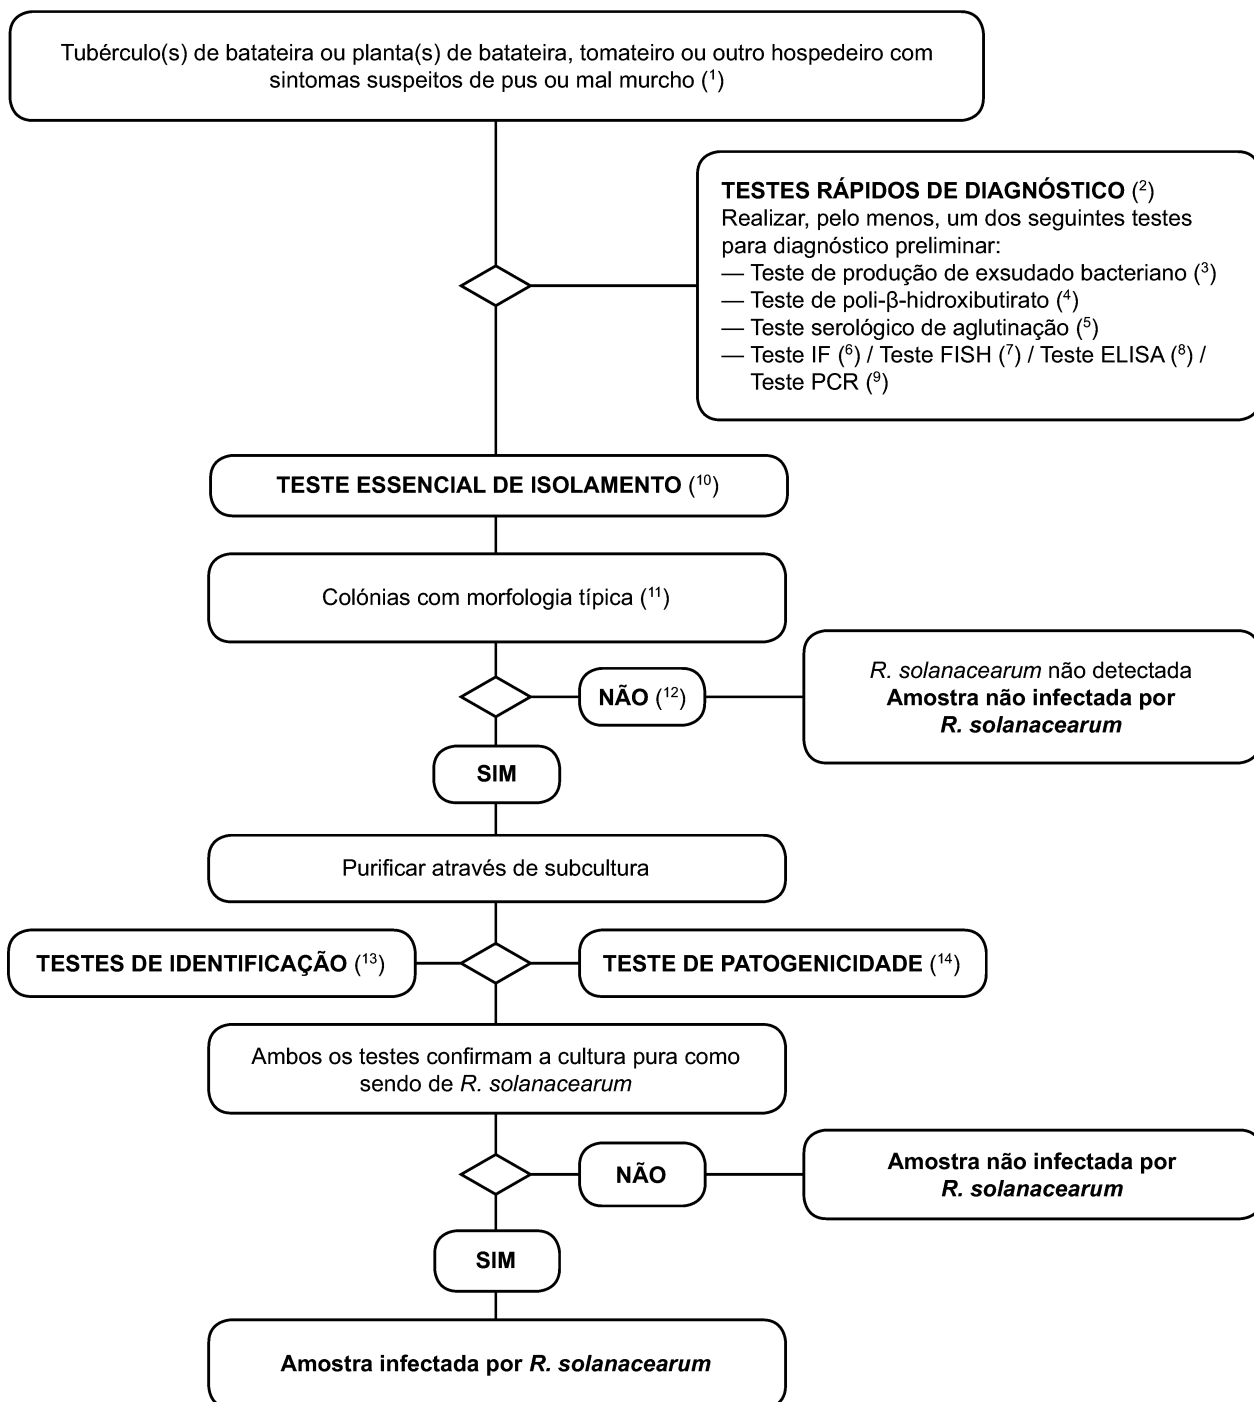 Tubérculo(s) de batateira ou planta(s) de batateira, tomateiro ou outro hospedeiro com
sintomas suspeitos de pus ou mal murcho (¹)
TESTES RÁPIDOS DE DIAGNÓSTICO (²)
Realizar, pelo menos, um dos seguintes testes
para diagnóstico preliminar:
— Teste de produção de exsudado bacteriano (³)
— Teste de poli-β-hidroxibutirato (⁴)
— Teste serológico de aglutinação (⁵)
— Teste IF (⁶) / Teste FISH (⁷) / Teste ELISA (⁸) /
Teste PCR (⁹)
TESTE ESSENCIAL DE ISOLAMENTO (¹⁰)
Colónias com morfologia típica (¹¹)
NÃO (¹²)
R. solanacearum não detectada
Amostra não infectada por
R. solanacearum
SIM
Purificar através de subcultura
TESTES DE IDENTIFICAÇÃO (¹³)
TESTE DE PATOGENICIDADE (¹⁴)
Ambos os testes confirmam a cultura pura como
sendo de R. solanacearum
NÃO
Amostra não infectada por
R. solanacearum
SIM
Amostra infectada por R. solanacearum